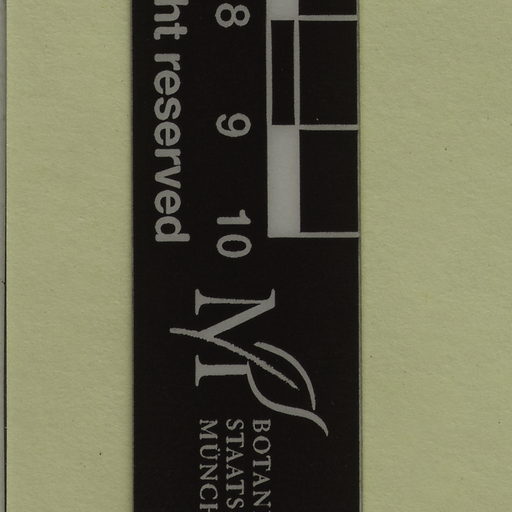 ht reserved
8 9 10
M
BOTAN
STAATS
MÜNCH